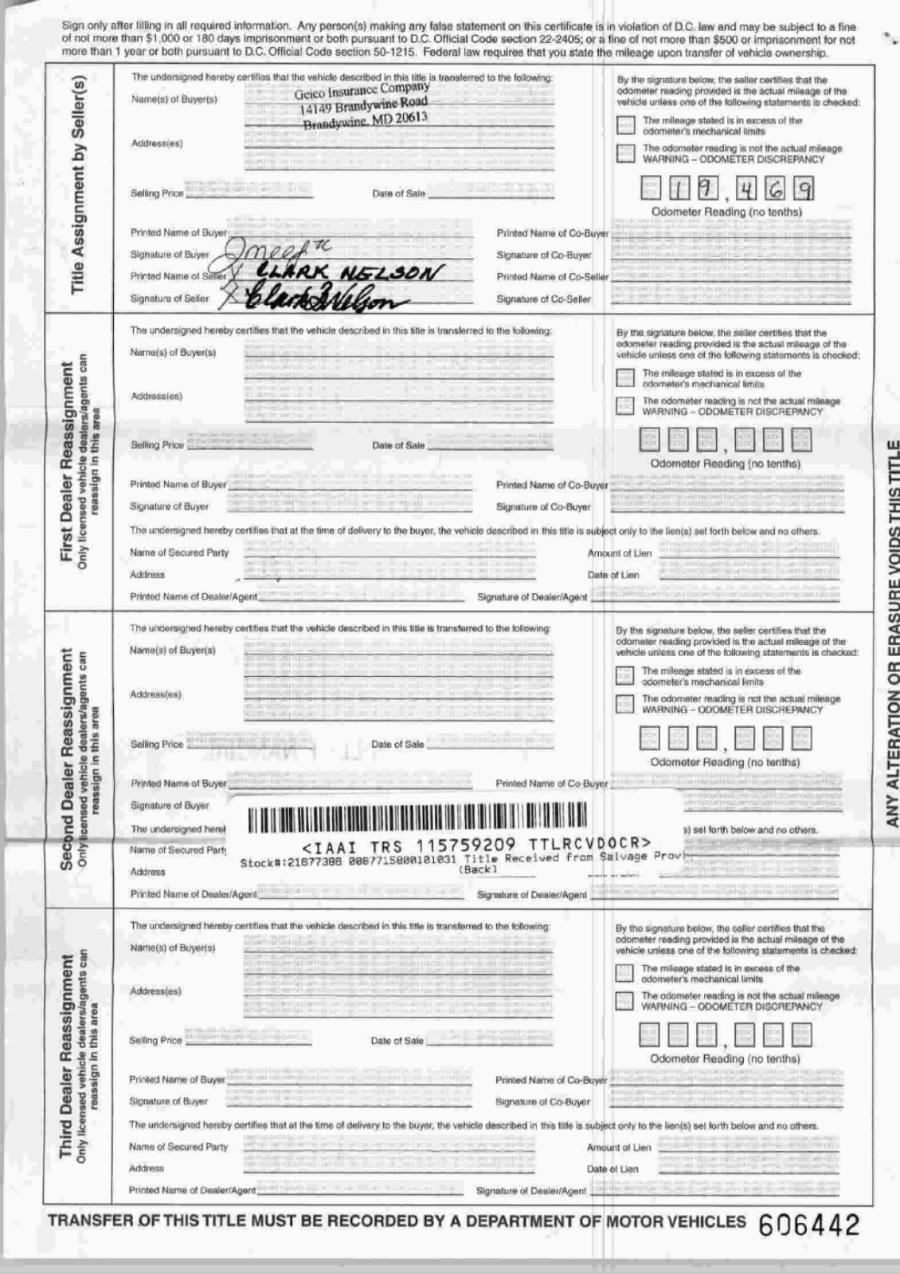 Sign only after filling in all required information. Any person(s) making any false statement on this certificate is in violation of D.C. law and may be subject to a fine
of not more than $1,000 or 180 days imprisonment or both pursuant to D.C. Official Code section 22-2405; or a fine of not more than $500 or imprisonment for not
more than 1 year or both pursuant to D.C. Official Code section 50-1215. Federal law requires that you state the mileage upon transfer of vehicle ownership.
Title Assignment by Seller(s)
The undersigned hereby certifies that the vehicle described in this title is transferred to the following:
Name(s) of Buyer(s)
Geico Insurance Company
14149 Brandywine Road
Brandywine, MD 20613
Address(es)
Selling Price
Date of Sale
By the signature below, the seller certifies that the
odometer reading provided is the actual mileage of the
vehicle unless one of the following statements is checked:
The mileage stated is in excess of the
odometer's mechanical limits
The odometer reading is not the actual mileage
WARNING – ODOMETER DISCREPANCY
19,469
Odometer Reading (no tenths)
Printed Name of Buyer
Printed Name of Co-Buyer
Signature of Buyer
Signature of Co-Buyer
Printed Name of Seller CLARK NELSON
Printed Name of Co-Seller
Signature of Seller Clark Nelson
Signature of Co-Seller
First Dealer Reassignment
Only licensed vehicle dealers/agents can
reassign in this area
The undersigned hereby certifies that the vehicle described in this title is transferred to the following:
Name(s) of Buyer(s)
Address(es)
Selling Price
Date of Sale
By the signature below, the seller certifies that the
odometer reading provided is the actual mileage of the
vehicle unless one of the following statements is checked:
The mileage stated is in excess of the
odometer's mechanical limits
The odometer reading is not the actual mileage
WARNING – ODOMETER DISCREPANCY
Odometer Reading (no tenths)
Printed Name of Buyer
Printed Name of Co-Buyer
Signature of Buyer
Signature of Co-Buyer
The undersigned hereby certifies that at the time of delivery to the buyer, the vehicle described in this title is subject only to the lien(s) set forth below and no others.
Name of Secured Party
Amount of Lien
Address
Date of Lien
Printed Name of Dealer/Agent
Signature of Dealer/Agent
ANY ALTERATION OR ERASURE VOIDS THIS TITLE
Second Dealer Reassignment
Only licensed vehicle dealers/agents can
reassign in this area
The undersigned hereby certifies that the vehicle described in this title is transferred to the following:
Name(s) of Buyer(s)
Address(es)
Selling Price
Date of Sale
By the signature below, the seller certifies that the
odometer reading provided is the actual mileage of the
vehicle unless one of the following statements is checked:
The mileage stated is in excess of the
odometer's mechanical limits
The odometer reading is not the actual mileage
WARNING – ODOMETER DISCREPANCY
Odometer Reading (no tenths)
Printed Name of Buyer
Printed Name of Co-Buyer
Signature of Buyer
The undersigned herel
s) set forth below and no others.
<IAAI TRS 115759209 TTLRCVDOCR>
Name of Secured Part
Stock#:21677386 0087715800101031 Title Received from Salvage Prov
Address
(Back)
Printed Name of Dealer/Agent
Signature of Dealer/Agent
Third Dealer Reassignment
Only licensed vehicle dealers/agents can
reassign in this area
The undersigned hereby certifies that the vehicle described in this title is transferred to the following:
Name(s) of Buyer(s)
Address(es)
Selling Price
Date of Sale
By the signature below, the seller certifies that the
odometer reading provided is the actual mileage of the
vehicle unless one of the following statements is checked:
The mileage stated is in excess of the
odometer's mechanical limits
The odometer reading is not the actual mileage
WARNING – ODOMETER DISCREPANCY
Odometer Reading (no tenths)
Printed Name of Buyer
Printed Name of Co-Buyer
Signature of Buyer
Signature of Co-Buyer
The undersigned hereby certifies that at the time of delivery to the buyer, the vehicle described in this title is subject only to the lien(s) set forth below and no others.
Name of Secured Party
Amount of Lien
Address
Date of Lien
Printed Name of Dealer/Agent
Signature of Dealer/Agent
TRANSFER OF THIS TITLE MUST BE RECORDED BY A DEPARTMENT OF MOTOR VEHICLES 606442